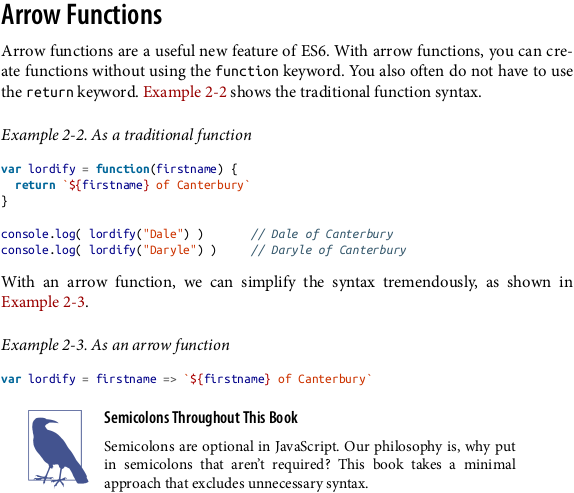 Arrow Functions
Arrow functions are a useful new feature of ES6. With arrow functions, you can cre-
ate functions without using the function keyword. You also often do not have to use
the return keyword. Example 2-2 shows the traditional function syntax.
Example 2-2. As a traditional function
var lordify = function(firstname) {
  return `${firstname} of Canterbury`
}
console.log( lordify("Dale") )       // Dale of Canterbury
console.log( lordify("Daryle") )     // Daryle of Canterbury
With an arrow function, we can simplify the syntax tremendously, as shown in
Example 2-3.
Example 2-3. As an arrow function
var lordify = firstname => `${firstname} of Canterbury`
Semicolons Throughout This Book
Semicolons are optional in JavaScript. Our philosophy is, why put
in semicolons that aren't required? This book takes a minimal
approach that excludes unnecessary syntax.